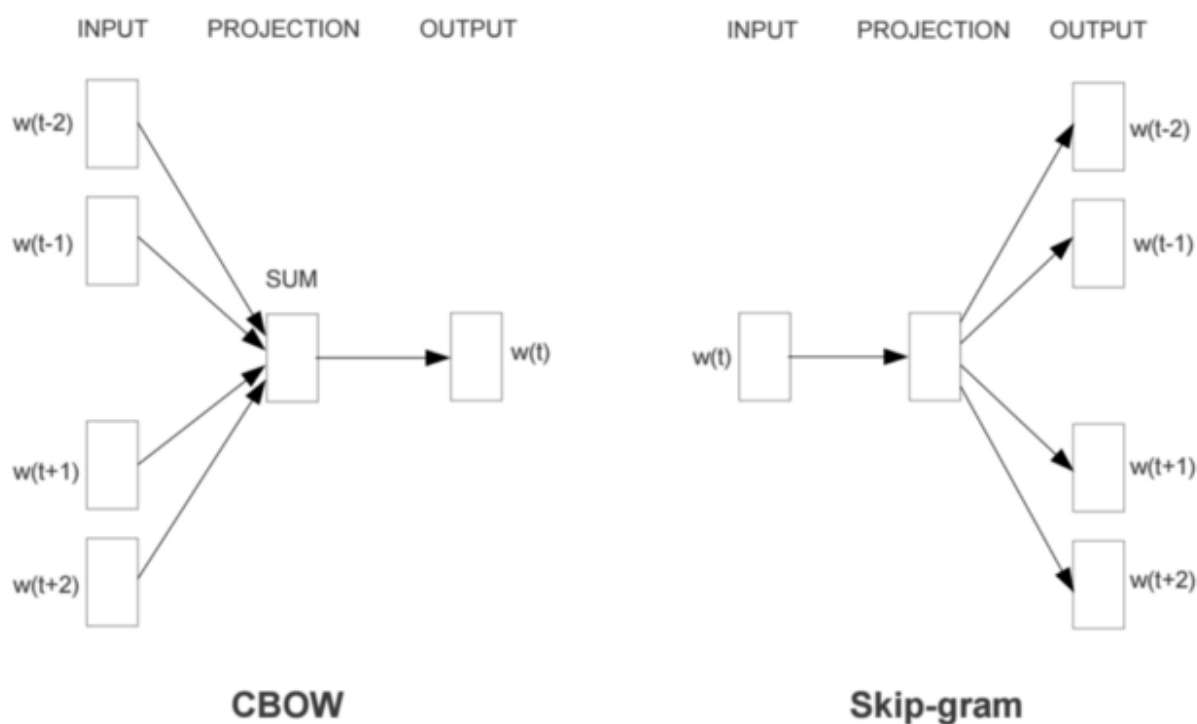 INPUT PROJECTION OUTPUT
w(t-2)
w(t-1)
SUM
w(t)
w(t+1)
w(t+2)
CBOW
INPUT PROJECTION OUTPUT
w(t-2)
w(t-1)
w(t)
w(t+1)
w(t+2)
Skip-gram